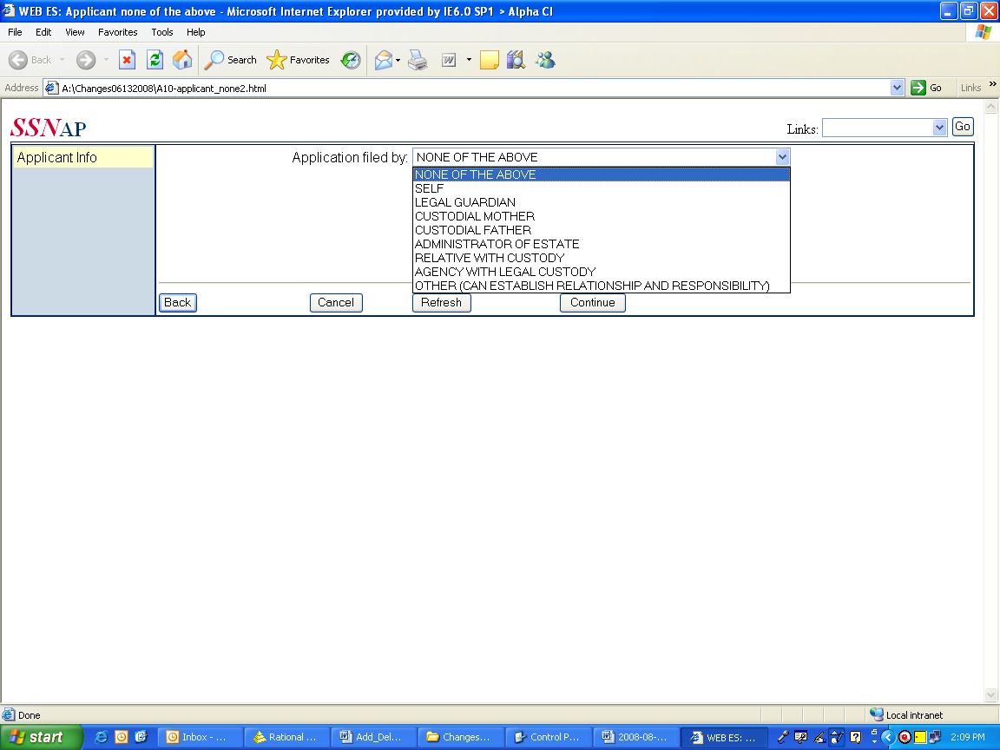 WEB ES: Applicant none of the above - Microsoft Internet Explorer provided by IE6.0 SP1 > Alpha CI
File Edit View Favorites Tools Help
Back Search Favorites
Address A:\Changes06132008\A10-applicant_none2.html Go Links »
SSNAP
Links: Go
Applicant Info
Application filed by: NONE OF THE ABOVE
NONE OF THE ABOVE
SELF
LEGAL GUARDIAN
CUSTODIAL MOTHER
CUSTODIAL FATHER
ADMINISTRATOR OF ESTATE
RELATIVE WITH CUSTODY
AGENCY WITH LEGAL CUSTODY
OTHER (CAN ESTABLISH RELATIONSHIP AND RESPONSIBILITY)
Back Cancel Refresh Continue
Done Local intranet
start Inbox - ... Rational ... Add_Del... Changes... Control P... 2008-08-... WEB ES: ... 2:09 PM